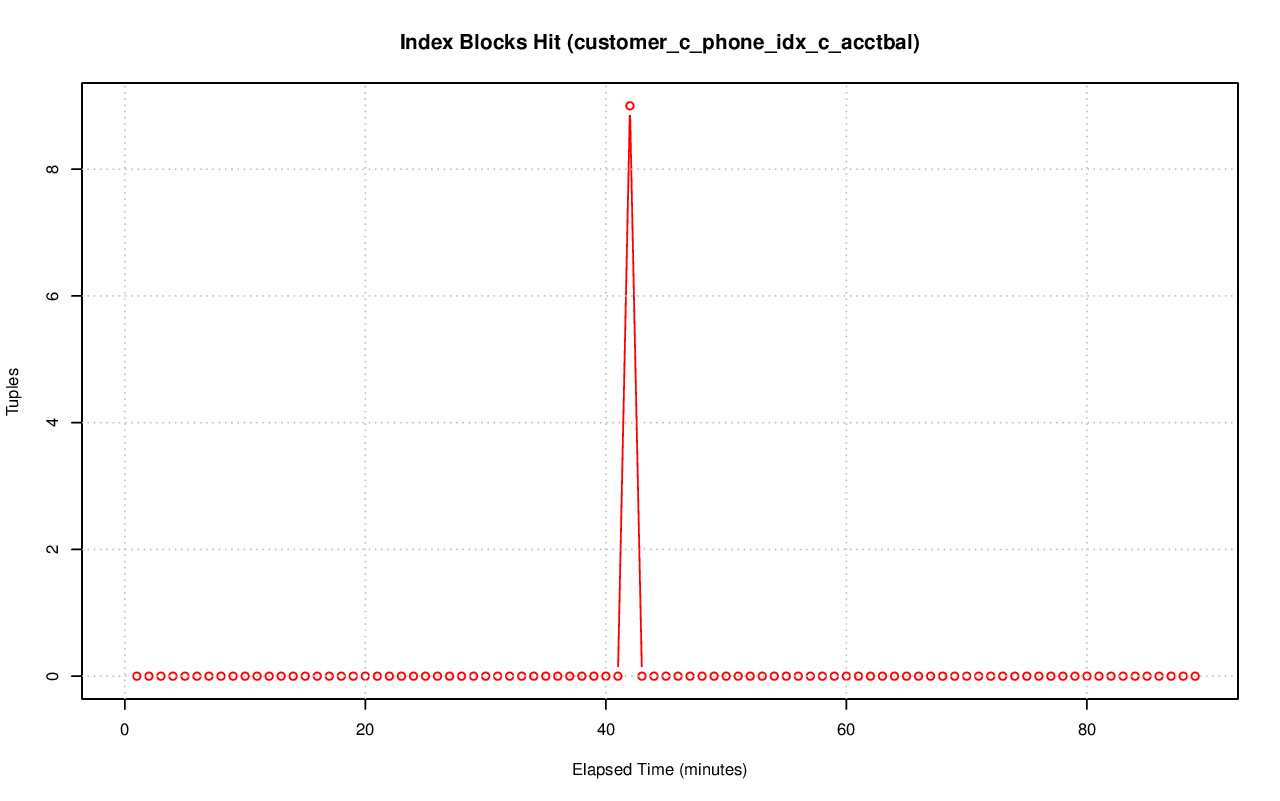 Index Blocks Hit (customer_c_phone_idx_c_acctbal)
Tuples
8
6
4
2
0
0 20 40 60 80
Elapsed Time (minutes)